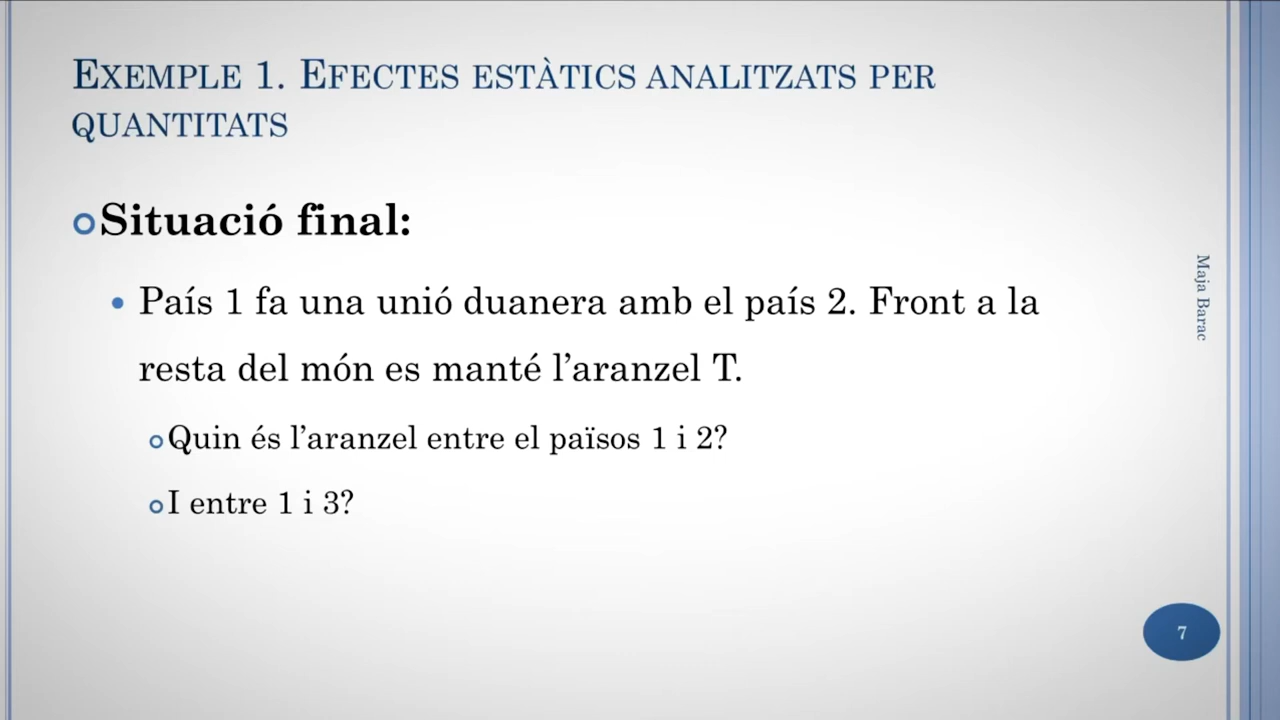 EXEMPLE 1. EFECTES ESTÀTICS ANALITZATS PER
QUANTITATS
Situació final:
País 1 fa una unió duanera amb el país 2. Front a la
resta del món es manté l’aranzel T.
Quin és l’aranzel entre el països 1 i 2?
I entre 1 i 3?
Maja Barac
7